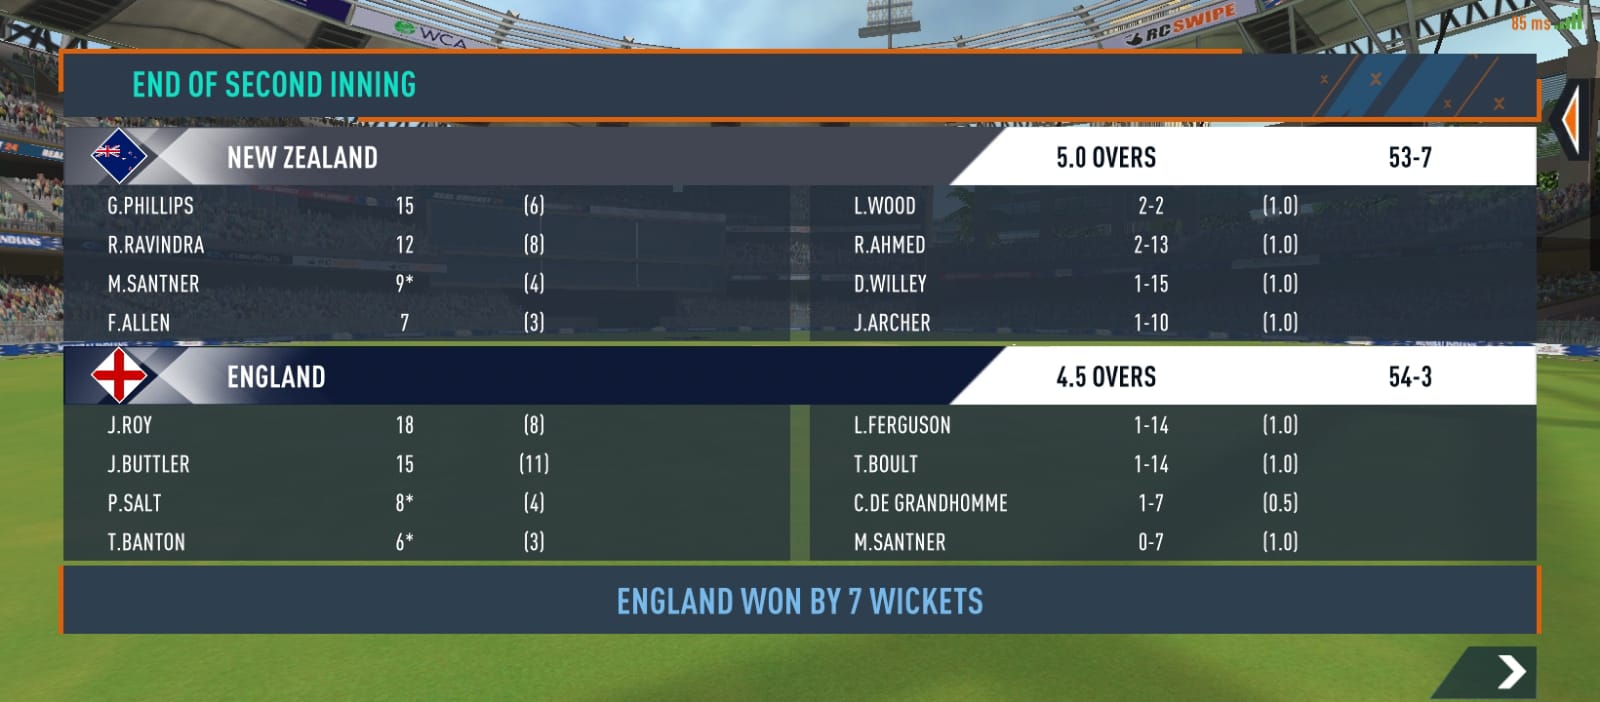 WCA
RCSWIPE
85 ms
END OF SECOND INNING
NEW ZEALAND 5.0 OVERS 53-7
G.PHILLIPS 15 (6) L.WOOD 2-2 (1.0)
R.RAVINDRA 12 (8) R.AHMED 2-13 (1.0)
M.SANTNER 9* (4) D.WILLEY 1-15 (1.0)
F.ALLEN 7 (3) J.ARCHER 1-10 (1.0)
ENGLAND 4.5 OVERS 54-3
J.ROY 18 (8) L.FERGUSON 1-14 (1.0)
J.BUTTLER 15 (11) T.BOULT 1-14 (1.0)
P.SALT 8* (4) C.DE GRANDHOMME 1-7 (0.5)
T.BANTON 6* (3) M.SANTNER 0-7 (1.0)
ENGLAND WON BY 7 WICKETS